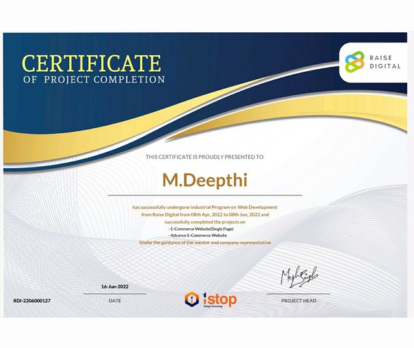 CERTIFICATE
OF PROJECT COMPLETION
RAISE
DIGITAL
THIS CERTIFICATE IS PROUDLY PRESENTED TO
M.Deepthi
has successfully undergone Industrial Program on Web Development
from Raise Digital from 08th Apr, 2022 to 08th Jun, 2022 and
successfully completed the projects on
- E-Commerce Website(Single Page)
- Advance E-Commerce Website
Under the guidance of the mentor and company representative
16-Jun-2022
RDI-2206000127
DATE
1stop
PROJECT HEAD